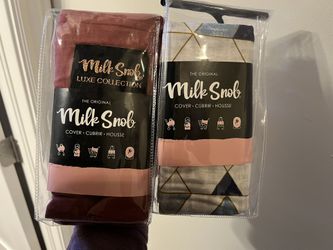 Milk Snob
LUXE COLLECTION
THE ORIGINAL
Milk Snob
COVER • CUBRIR • HOUSSE
THE ORIGINAL
Milk Snob
COVER • CUBRIR • HOUSSE